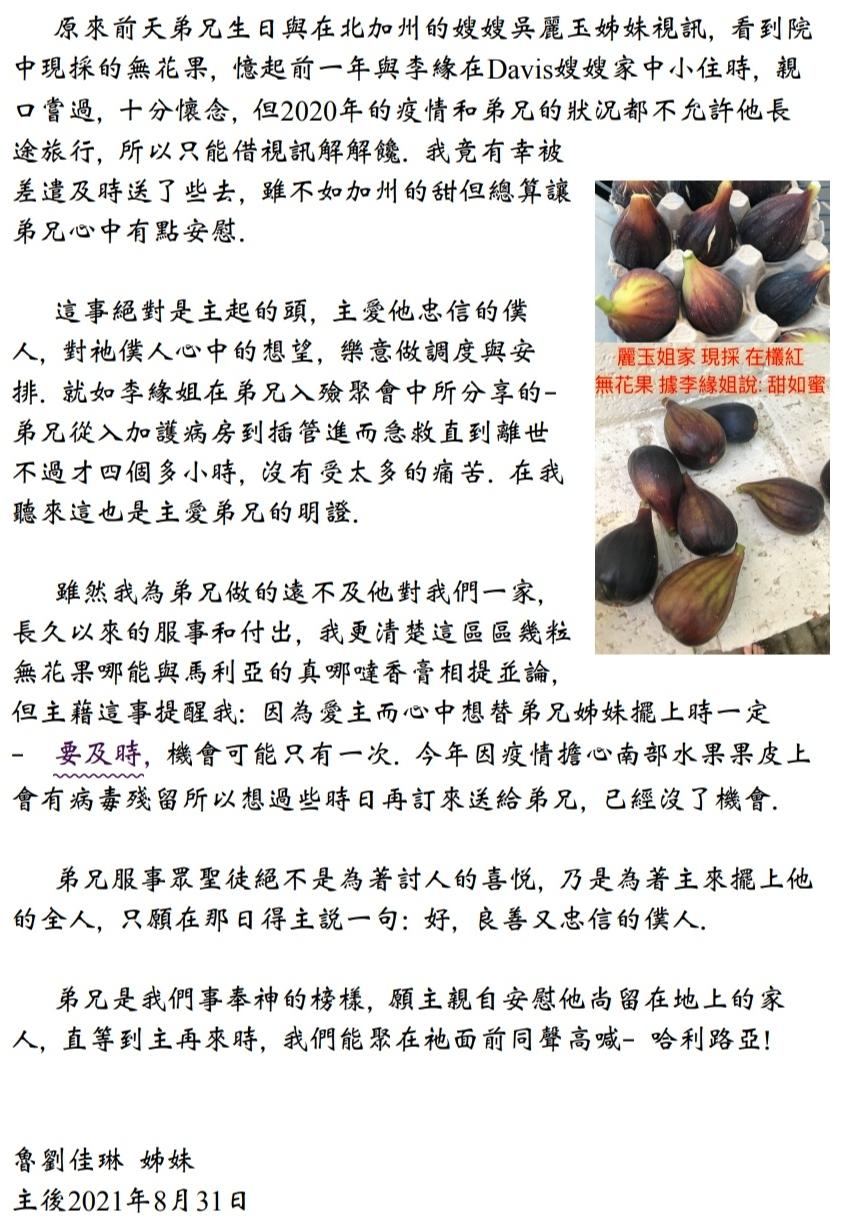 原來前天弟兄生日與在北加州的嫂嫂吳麗玉姊妹視訊, 看到院
中現採的無花果, 憶起前一年與李緣在Davis嫂嫂家中小住時, 親
口嘗過, 十分懷念, 但2020年的疫情和弟兄的狀況都不允許他長
途旅行, 所以只能借視訊解解饞. 我竟有幸被
差遣及時送了些去, 雖不如加州的甜但總算讓
弟兄心中有點安慰.
這事絕對是主起的頭, 主愛他忠信的僕
人, 對祂僕人心中的想望, 樂意做調度與安
排. 就如李緣姐在弟兄入殮聚會中所分享的-
弟兄從入加護病房到插管進而急救直到離世
不過才四個多小時, 沒有受太多的痛苦. 在我
聽來這也是主愛弟兄的明證.
麗玉姐家 現採 在欉紅
無花果 據李緣姐說: 甜如蜜
雖然我為弟兄做的遠不及他對我們一家,
長久以來的服事和付出, 我更清楚這區區幾粒
無花果哪能與馬利亞的真哪噠香膏相提並論,
但主藉這事提醒我: 因為愛主而心中想替弟兄姊妹擺上時一定
- 要及時, 機會可能只有一次. 今年因疫情擔心南部水果果皮上
會有病毒殘留所以想過些時日再訂來送給弟兄, 已經沒了機會.
弟兄服事眾聖徒絕不是為著討人的喜悅, 乃是為著主來擺上他
的全人, 只願在那日得主說一句: 好, 良善又忠信的僕人.
弟兄是我們事奉神的榜樣, 願主親自安慰他尚留在地上的家
人, 直等到主再來時, 我們能聚在祂面前同聲高喊- 哈利路亞!
魯劉佳琳 姊妹
主後2021年8月31日